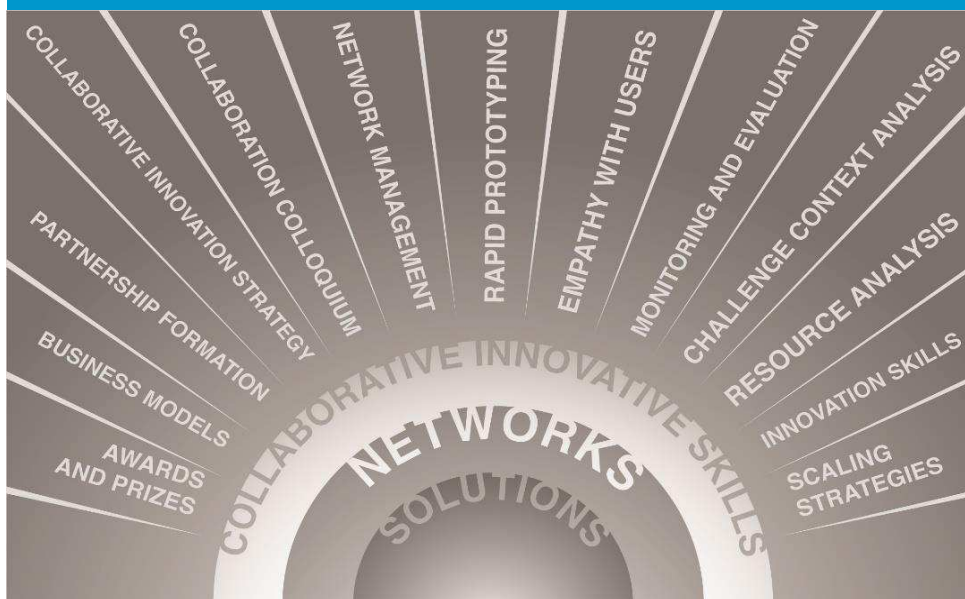 AWARDS
AND PRIZES
BUSINESS MODELS
PARTNERSHIP FORMATION
COLLABORATIVE INNOVATION STRATEGY
COLLABORATION COLLOQUIUM
NETWORK MANAGEMENT
RAPID PROTOTYPING
EMPATHY WITH USERS
MONITORING AND EVALUATION
CHALLENGE CONTEXT ANALYSIS
RESOURCE ANALYSIS
INNOVATION SKILLS
SCALING
STRATEGIES
COLLABORATIVE INNOVATIVE SKILLS
NETWORKS
SOLUTIONS